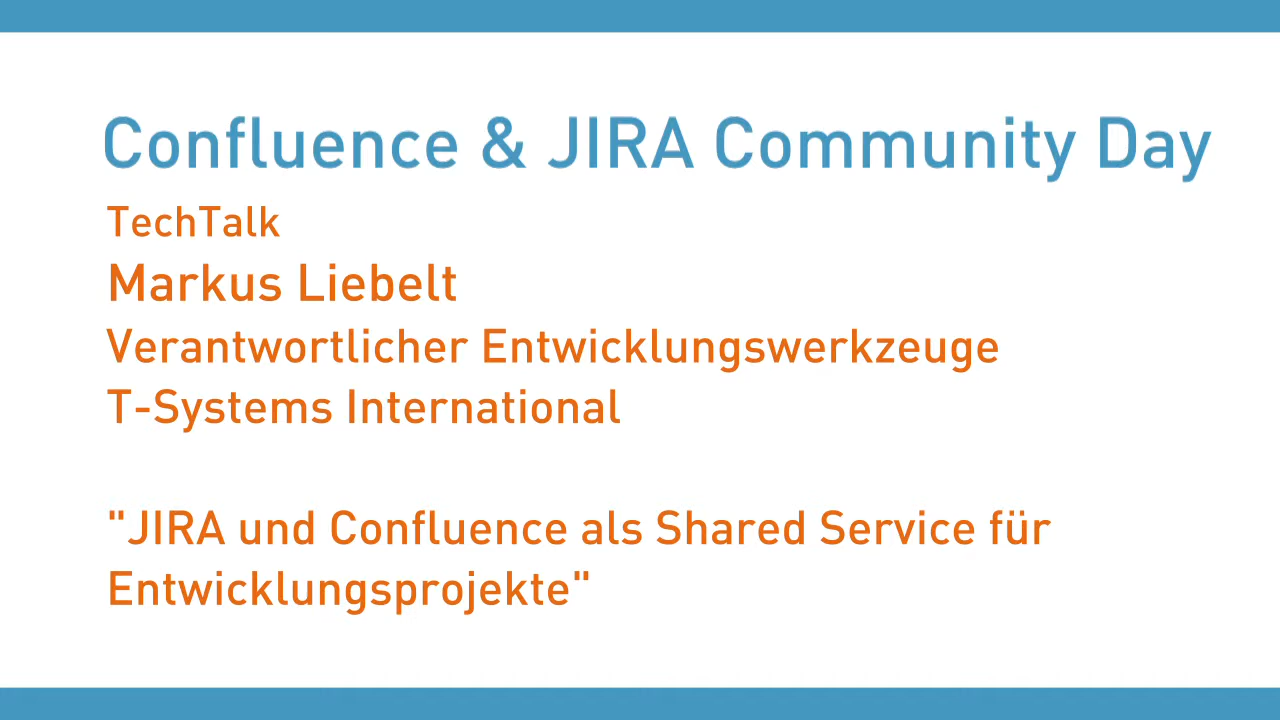 Confluence & JIRA Community Day
TechTalk
Markus Liebelt
Verantwortlicher Entwicklungswerkzeuge
T-Systems International
"JIRA und Confluence als Shared Service für
Entwicklungsprojekte"